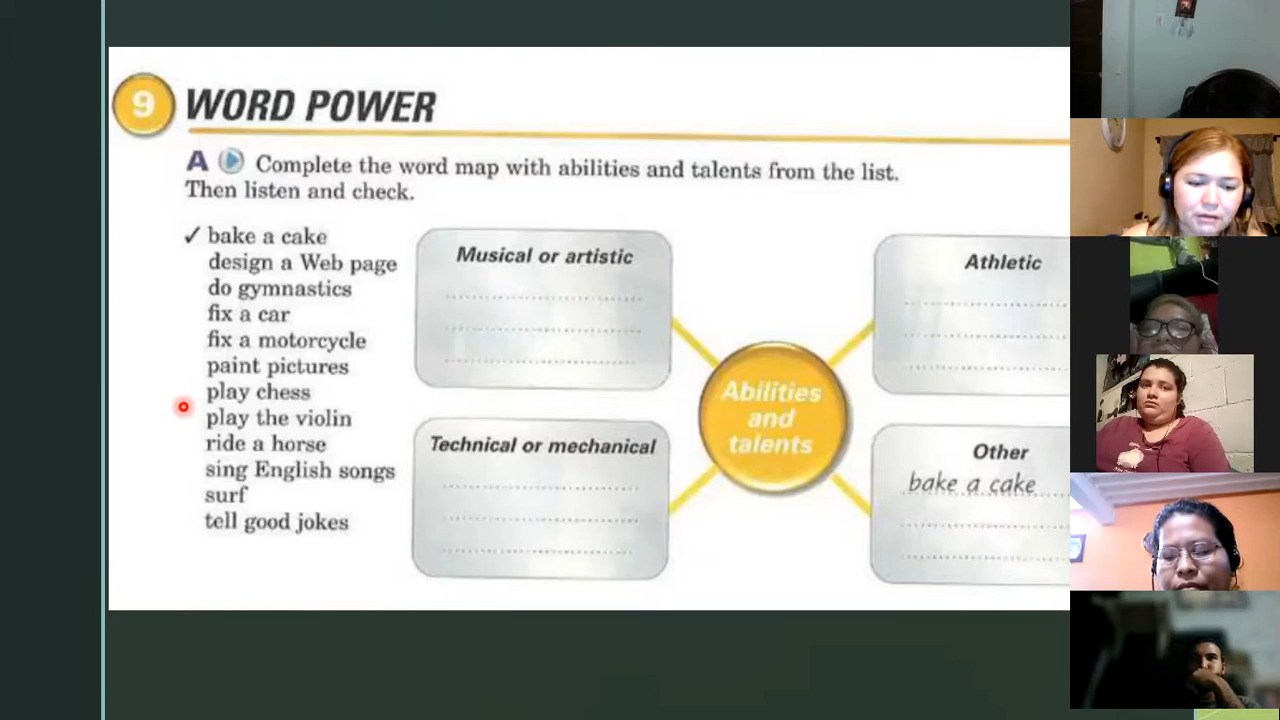 9 WORD POWER
A Complete the word map with abilities and talents from the list.
Then listen and check.
✓ bake a cake
design a Web page
do gymnastics
fix a car
fix a motorcycle
paint pictures
play chess
play the violin
ride a horse
sing English songs
surf
tell good jokes
Musical or artistic
Athletic
Abilities
and
talents
Technical or mechanical
Other
bake a cake